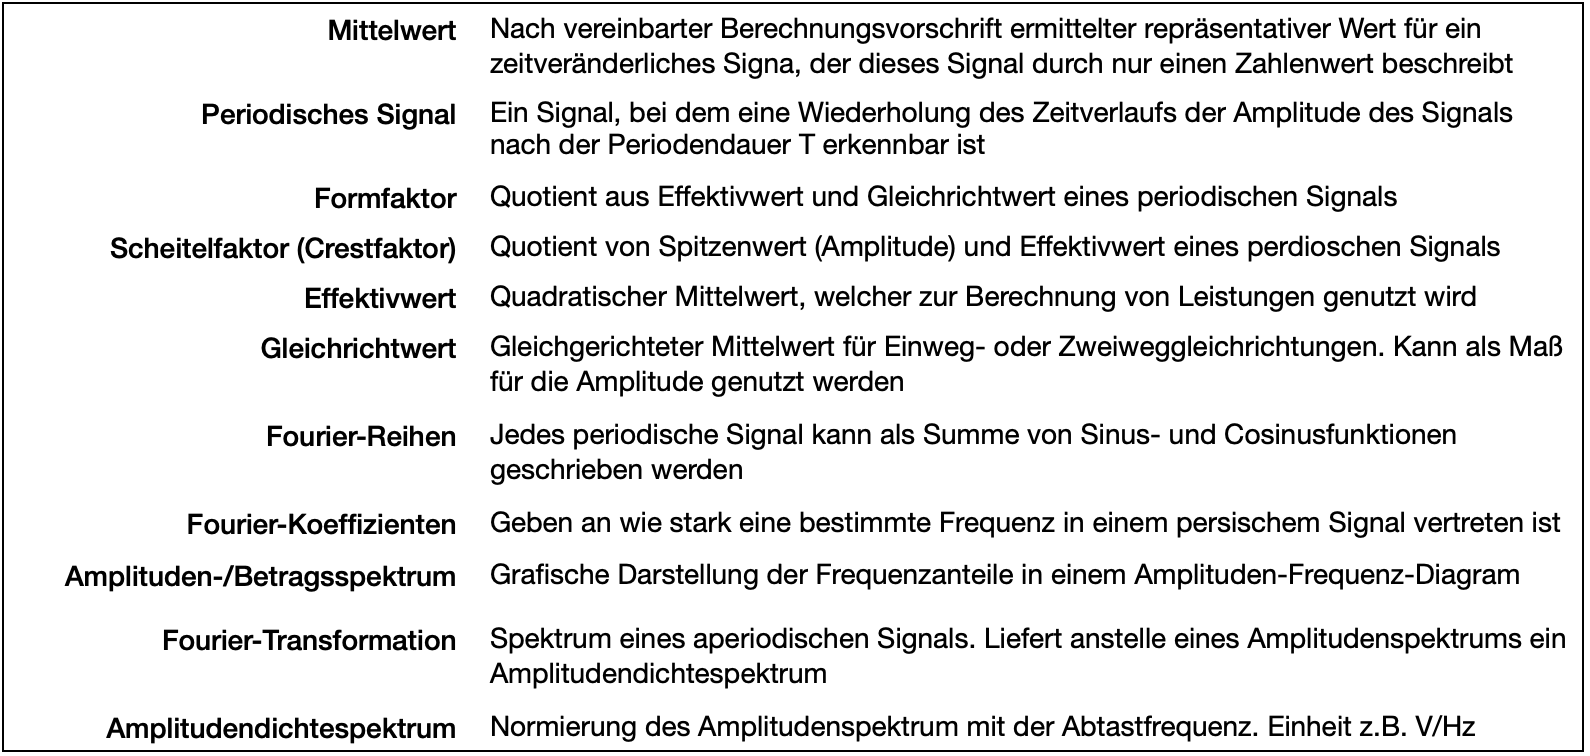 Mittelwert Nach vereinbarter Berechnungsvorschrift ermittelter repräsentativer Wert für ein
zeitveränderliches Signa, der dieses Signal durch nur einen Zahlenwert beschreibt
Periodisches Signal Ein Signal, bei dem eine Wiederholung des Zeitverlaufs der Amplitude des Signals
nach der Periodendauer T erkennbar ist
Formfaktor Quotient aus Effektivwert und Gleichrichtwert eines periodischen Signals
Scheitelfaktor (Crestfaktor) Quotient von Spitzenwert (Amplitude) und Effektivwert eines perdioschen Signals
Effektivwert Quadratischer Mittelwert, welcher zur Berechnung von Leistungen genutzt wird
Gleichrichtwert Gleichgerichteter Mittelwert für Einweg- oder Zweiweggleichrichtungen. Kann als Maß
für die Amplitude genutzt werden
Fourier-Reihen Jedes periodische Signal kann als Summe von Sinus- und Cosinusfunktionen
geschrieben werden
Fourier-Koeffizienten Geben an wie stark eine bestimmte Frequenz in einem persischem Signal vertreten ist
Amplituden-/Betragsspektrum Grafische Darstellung der Frequenzanteile in einem Amplituden-Frequenz-Diagram
Fourier-Transformation Spektrum eines aperiodischen Signals. Liefert anstelle eines Amplitudenspektrums ein
Amplitudendichtespektrum
Amplitudendichtespektrum Normierung des Amplitudenspektrum mit der Abtastfrequenz. Einheit z.B. V/Hz